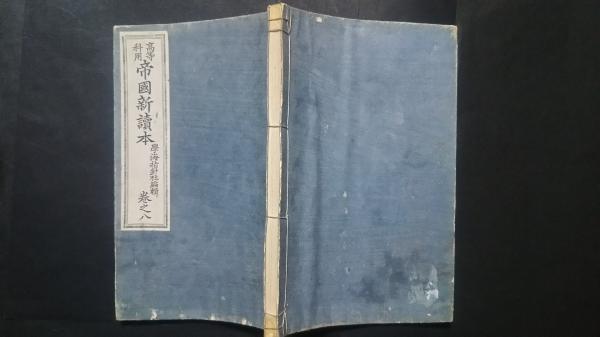 高等科用
帝國新讀本
學海指針社編輯
卷之八